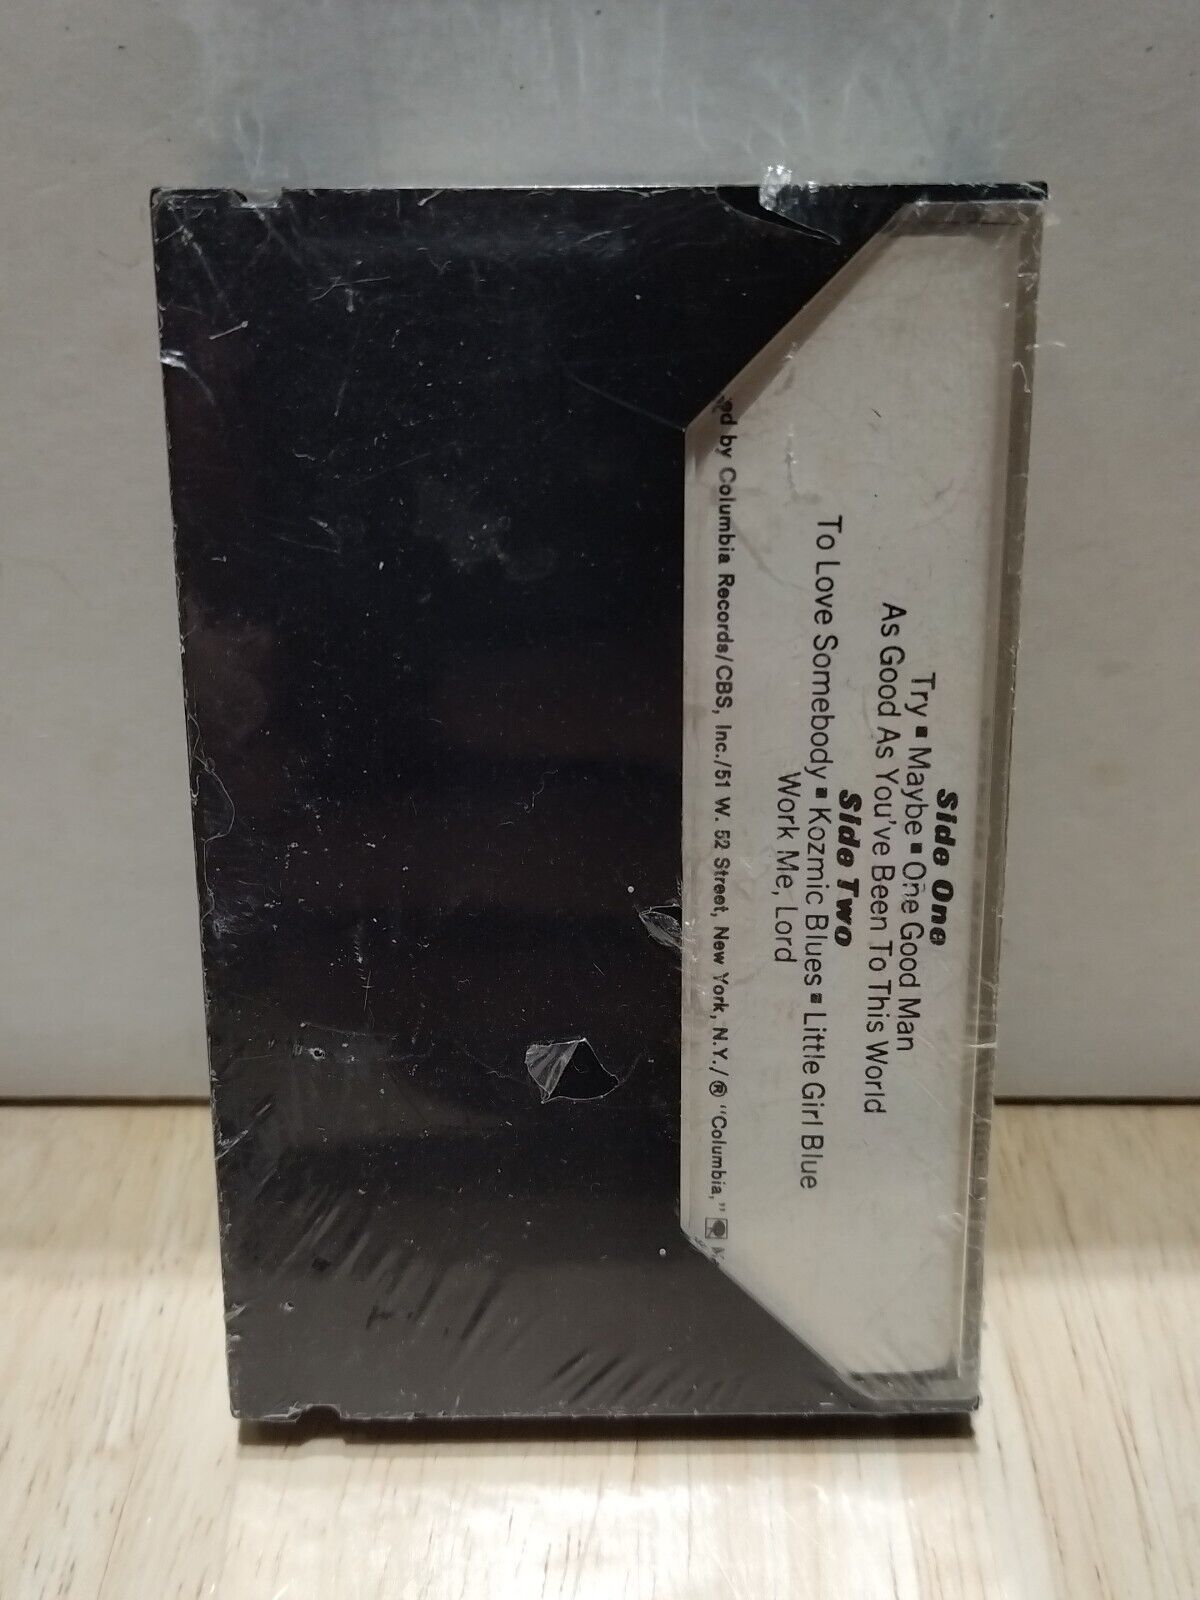 Side One
Try ▪ Maybe ▪ One Good Man
As Good As You've Been To This World
Side Two
To Love Somebody ▪ Kozmic Blues ▪ Little Girl Blue
Work Me, Lord
ed by Columbia Records/CBS, Inc./51 W. 52 Street, New York, N.Y./® "Columbia,"